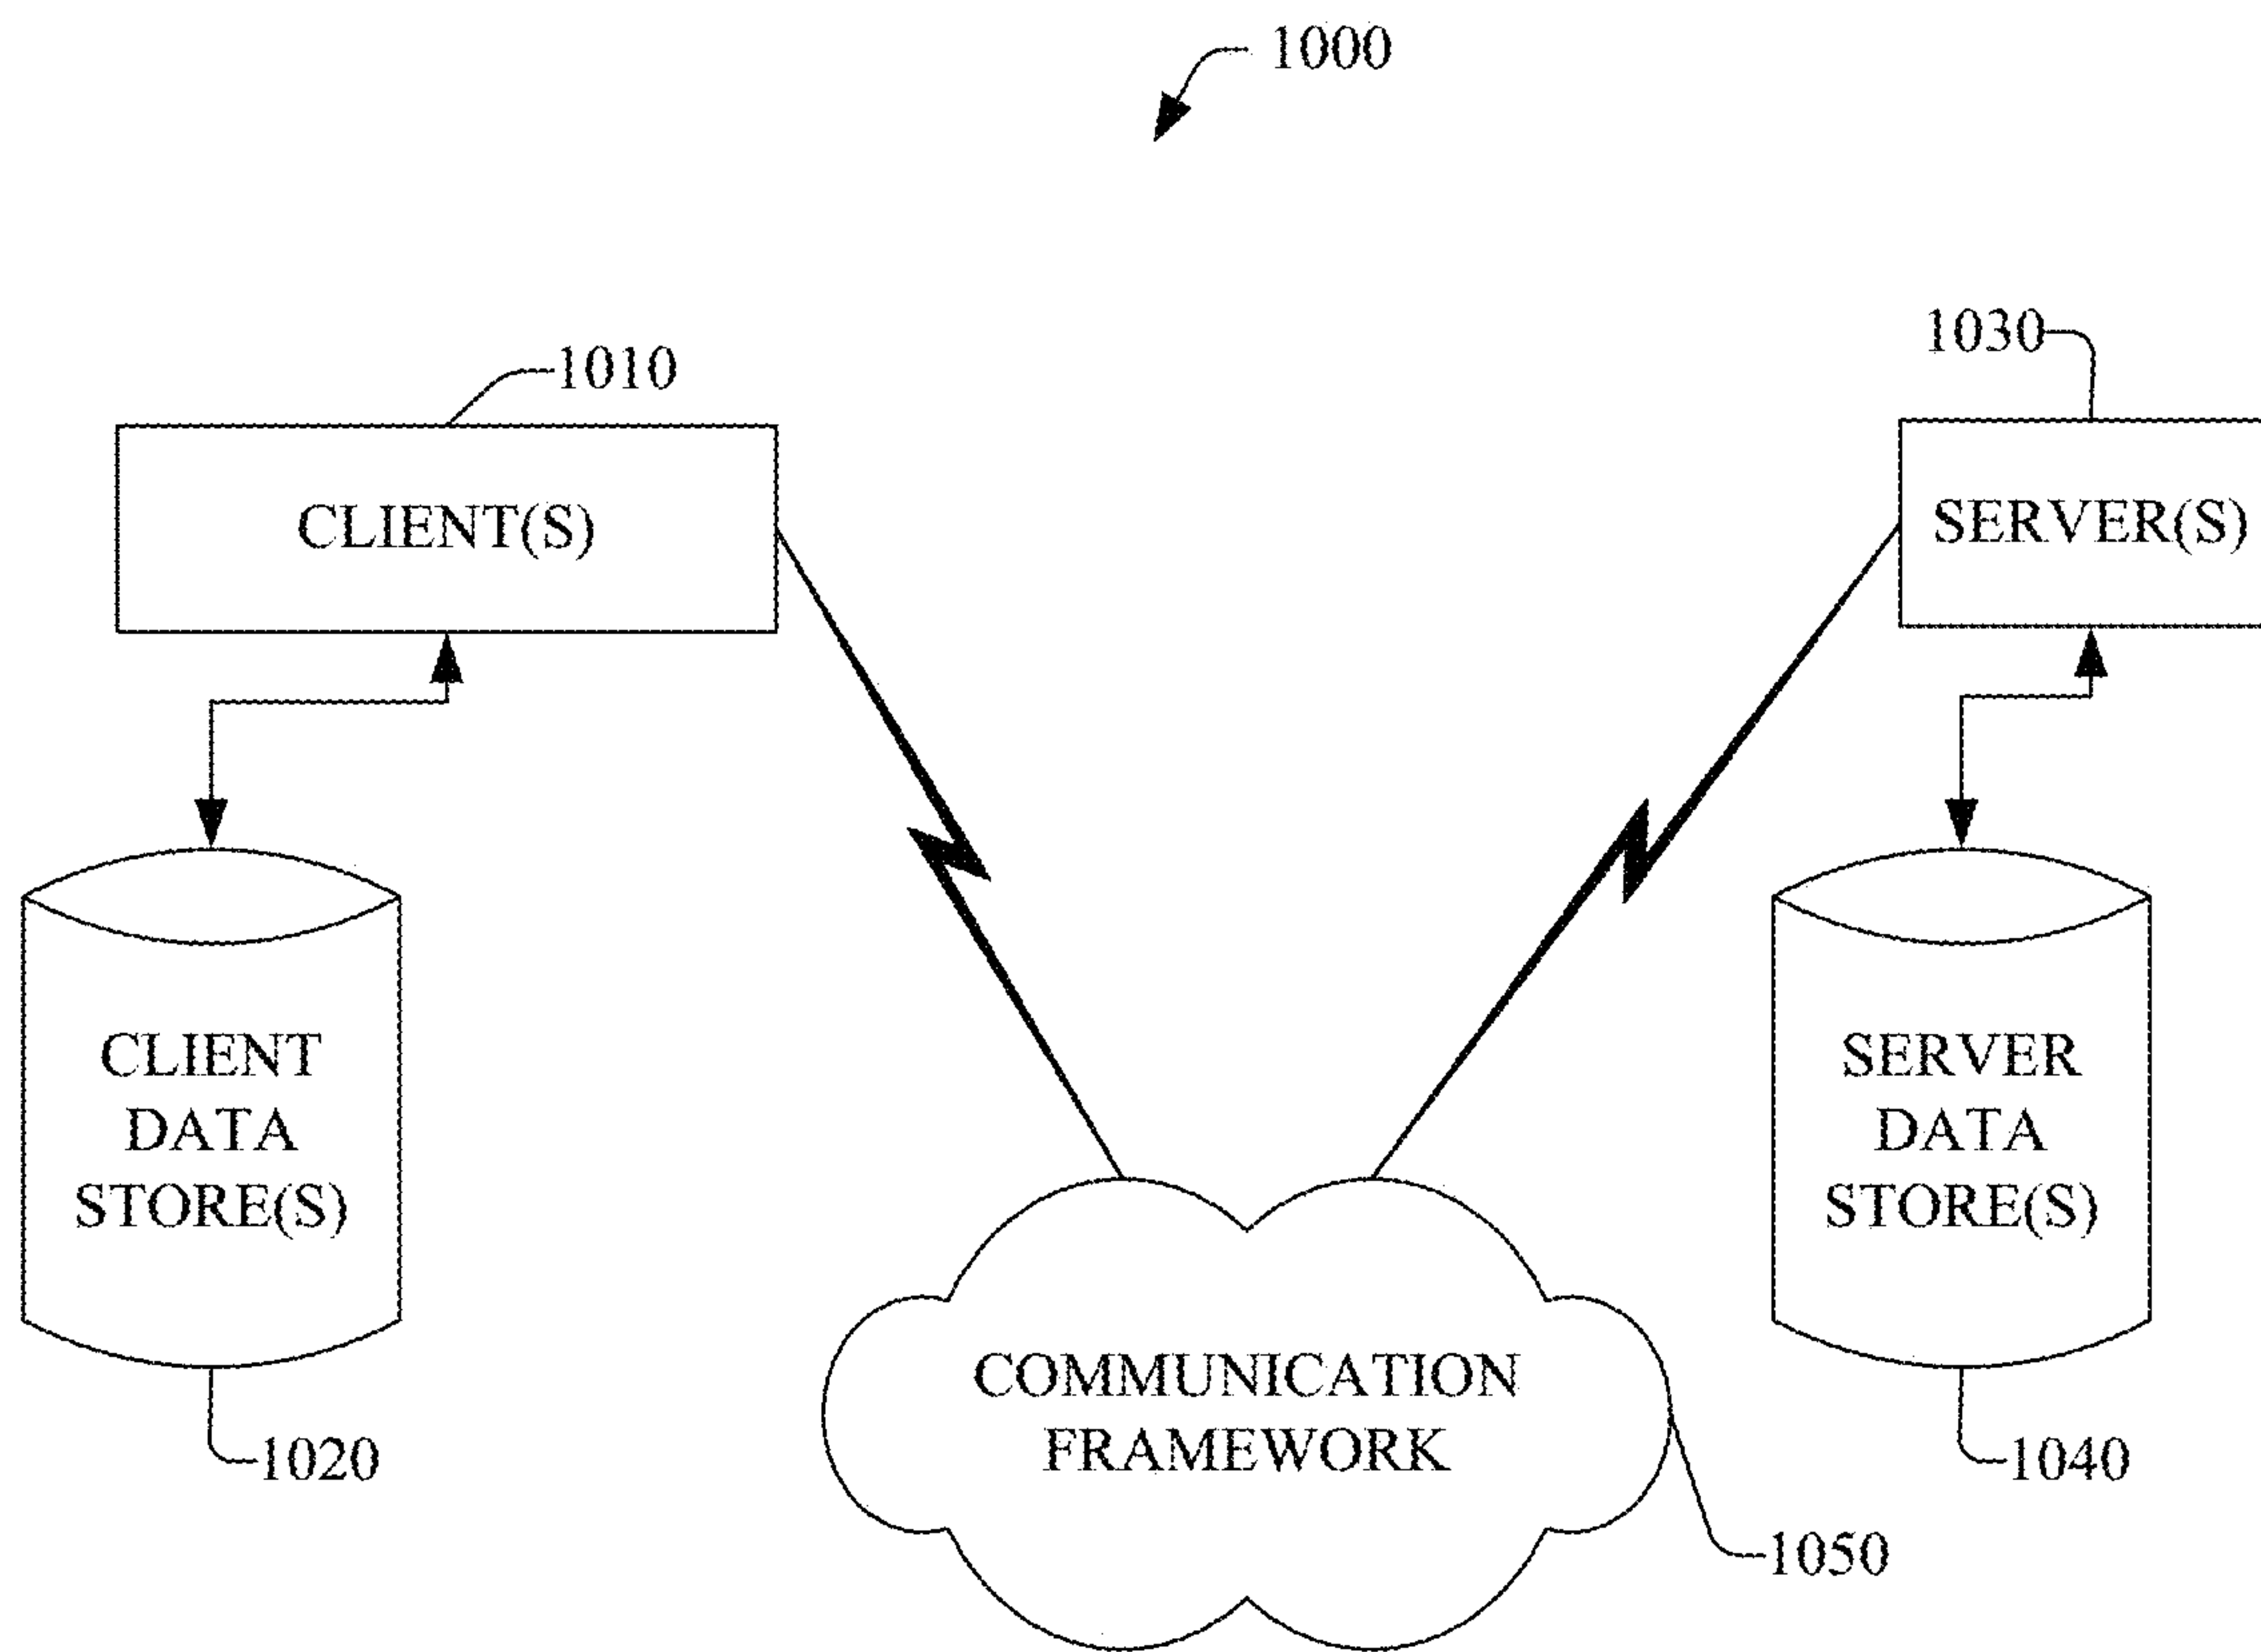 1000
1010
1030
CLIENT(S)
SERVER(S)
CLIENT
DATA
STORE(S)
SERVER
DATA
STORE(S)
COMMUNICATION
FRAMEWORK
1020
1040
1050